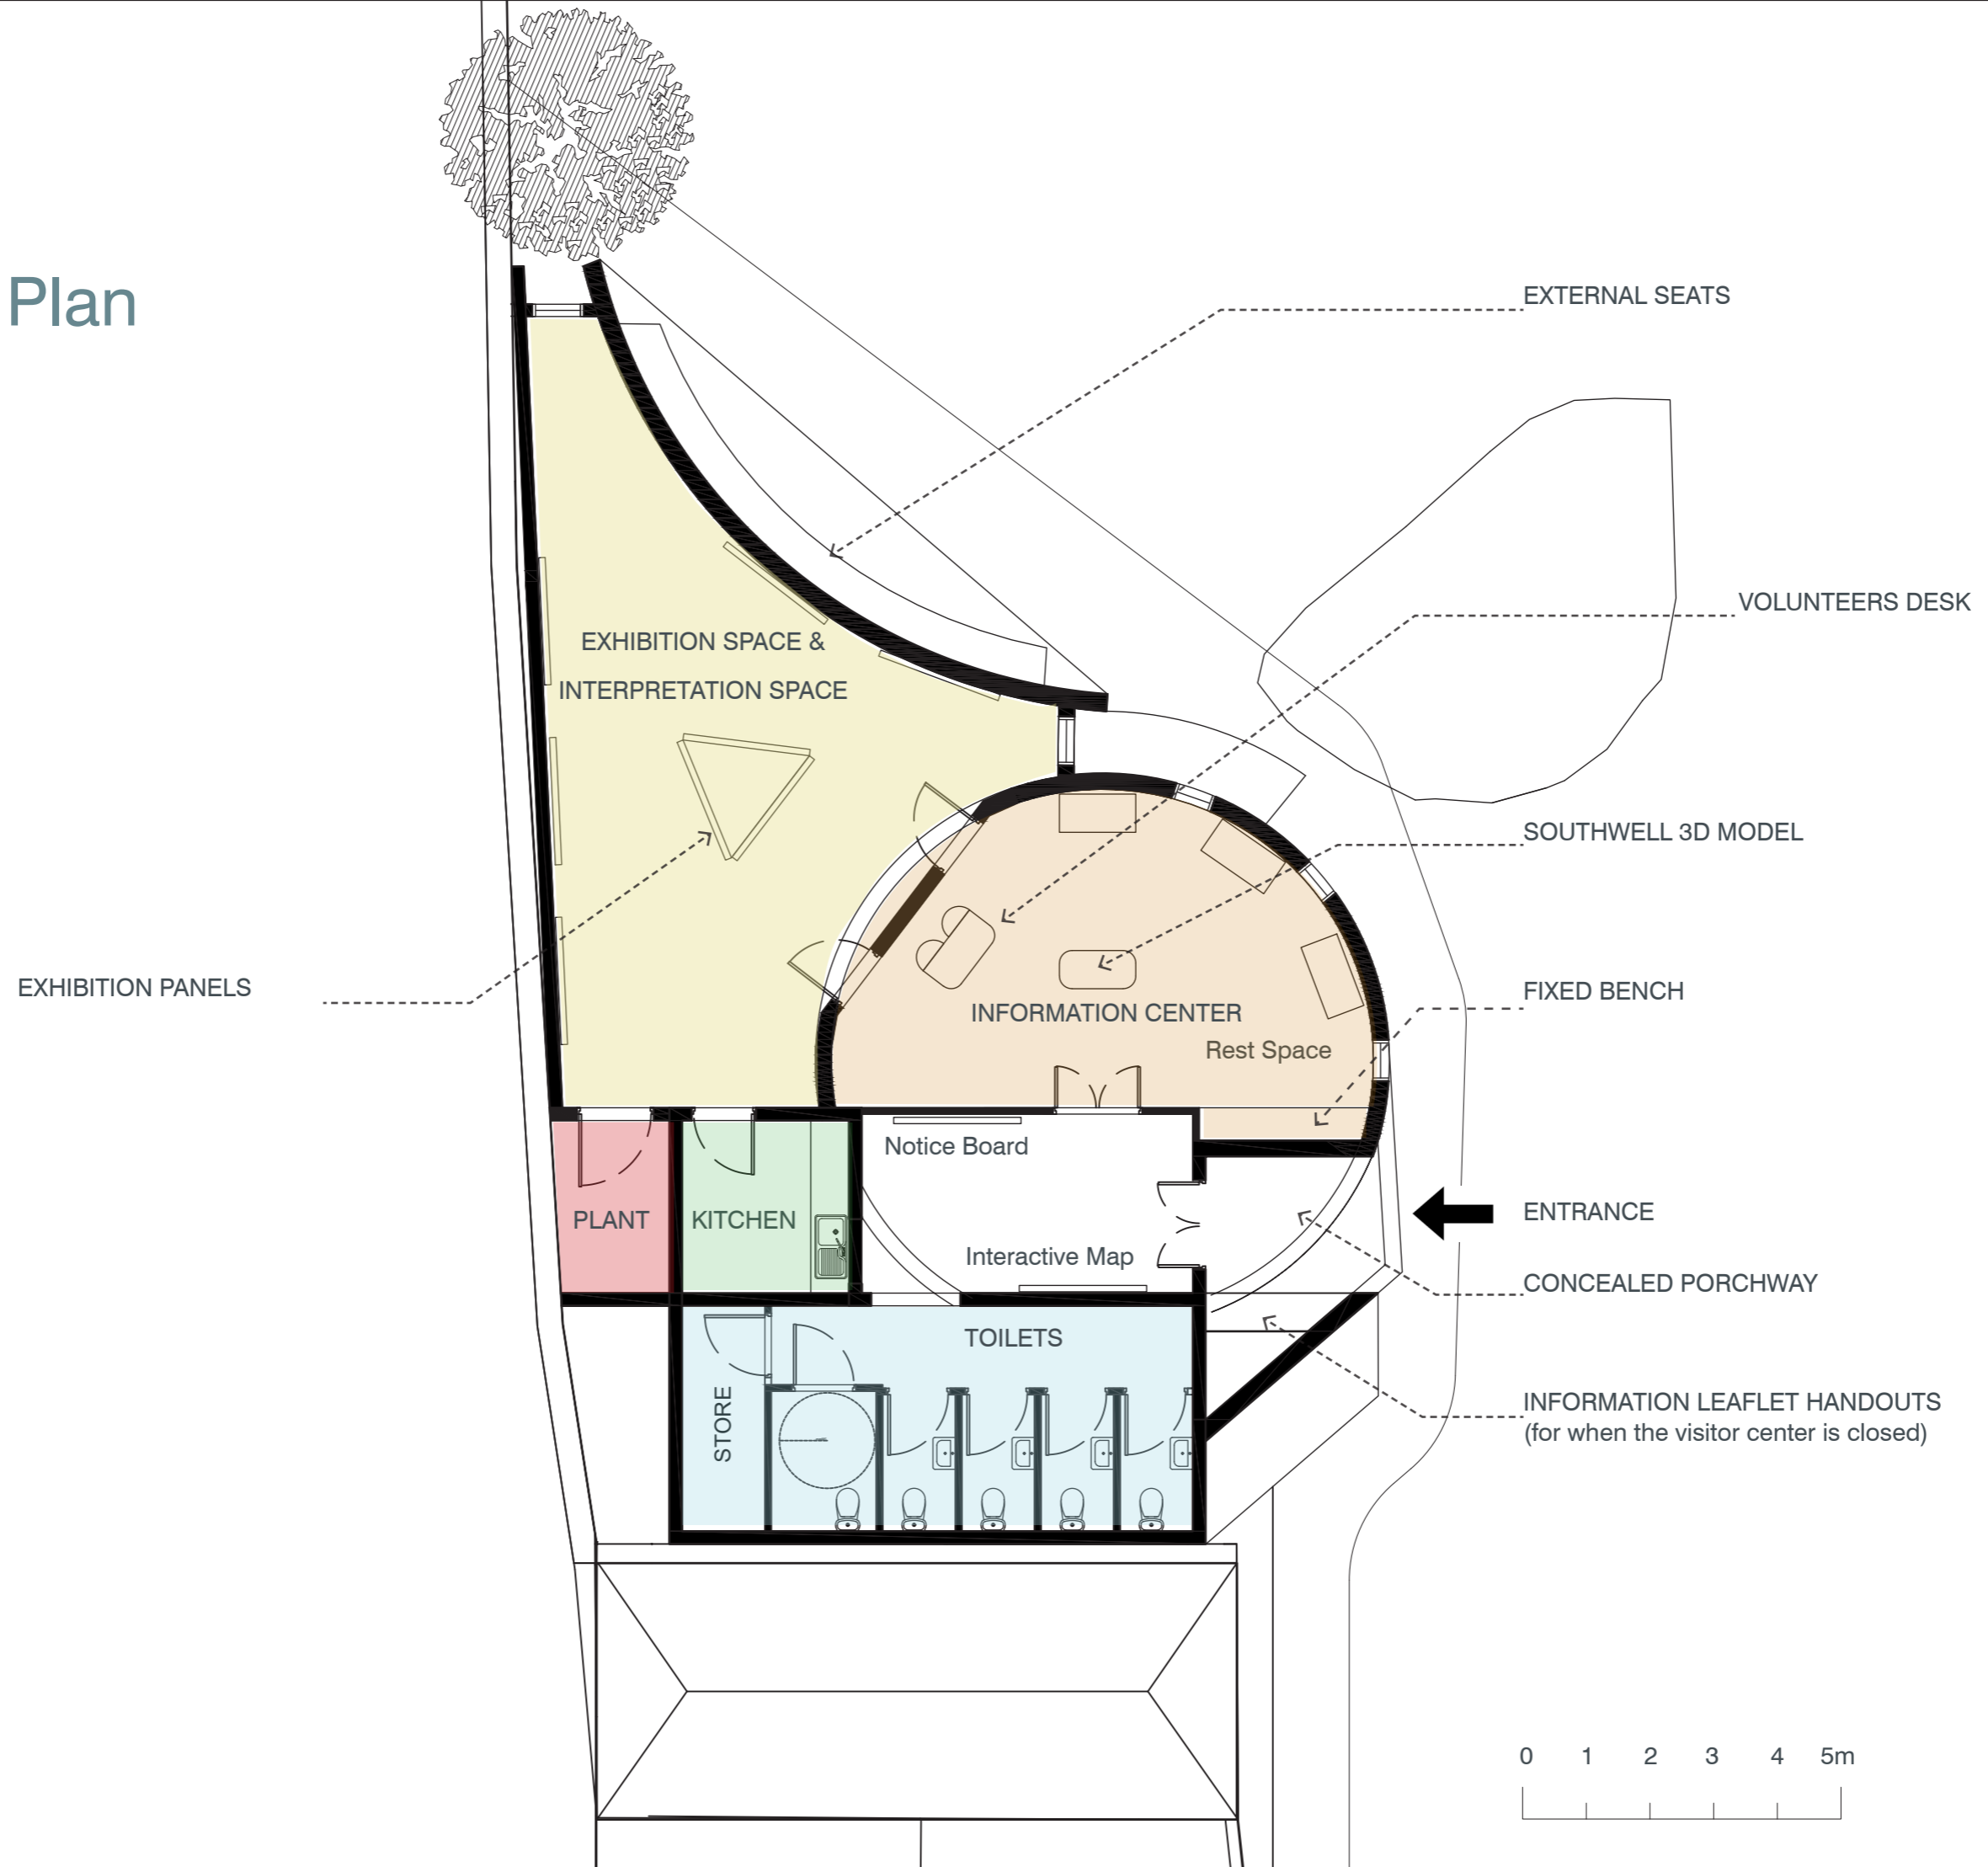 Plan
EXTERNAL SEATS
VOLUNTEERS DESK
EXHIBITION SPACE &
INTERPRETATION SPACE
SOUTHWELL 3D MODEL
EXHIBITION PANELS
FIXED BENCH
INFORMATION CENTER
Rest Space
Notice Board
PLANT
KITCHEN
ENTRANCE
Interactive Map
CONCEALED PORCHWAY
TOILETS
STORE
INFORMATION LEAFLET HANDOUTS
(for when the visitor center is closed)
0 1 2 3 4 5m